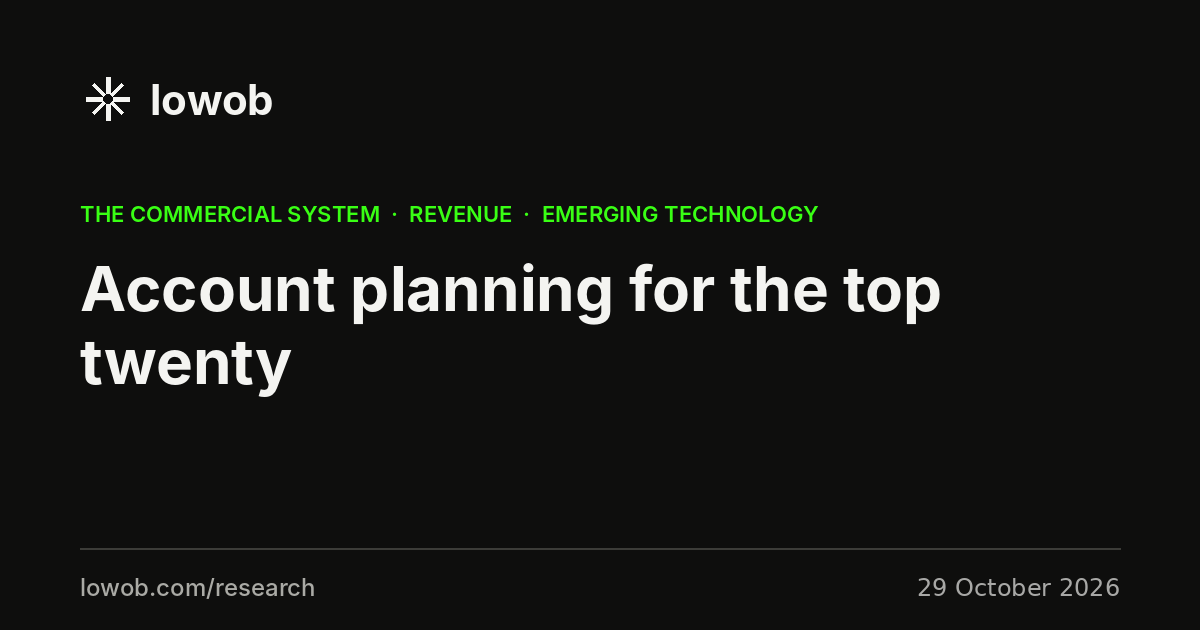 lowob
THE COMMERCIAL SYSTEM · REVENUE · EMERGING TECHNOLOGY
Account planning for the top
twenty
lowob.com/research
29 October 2026